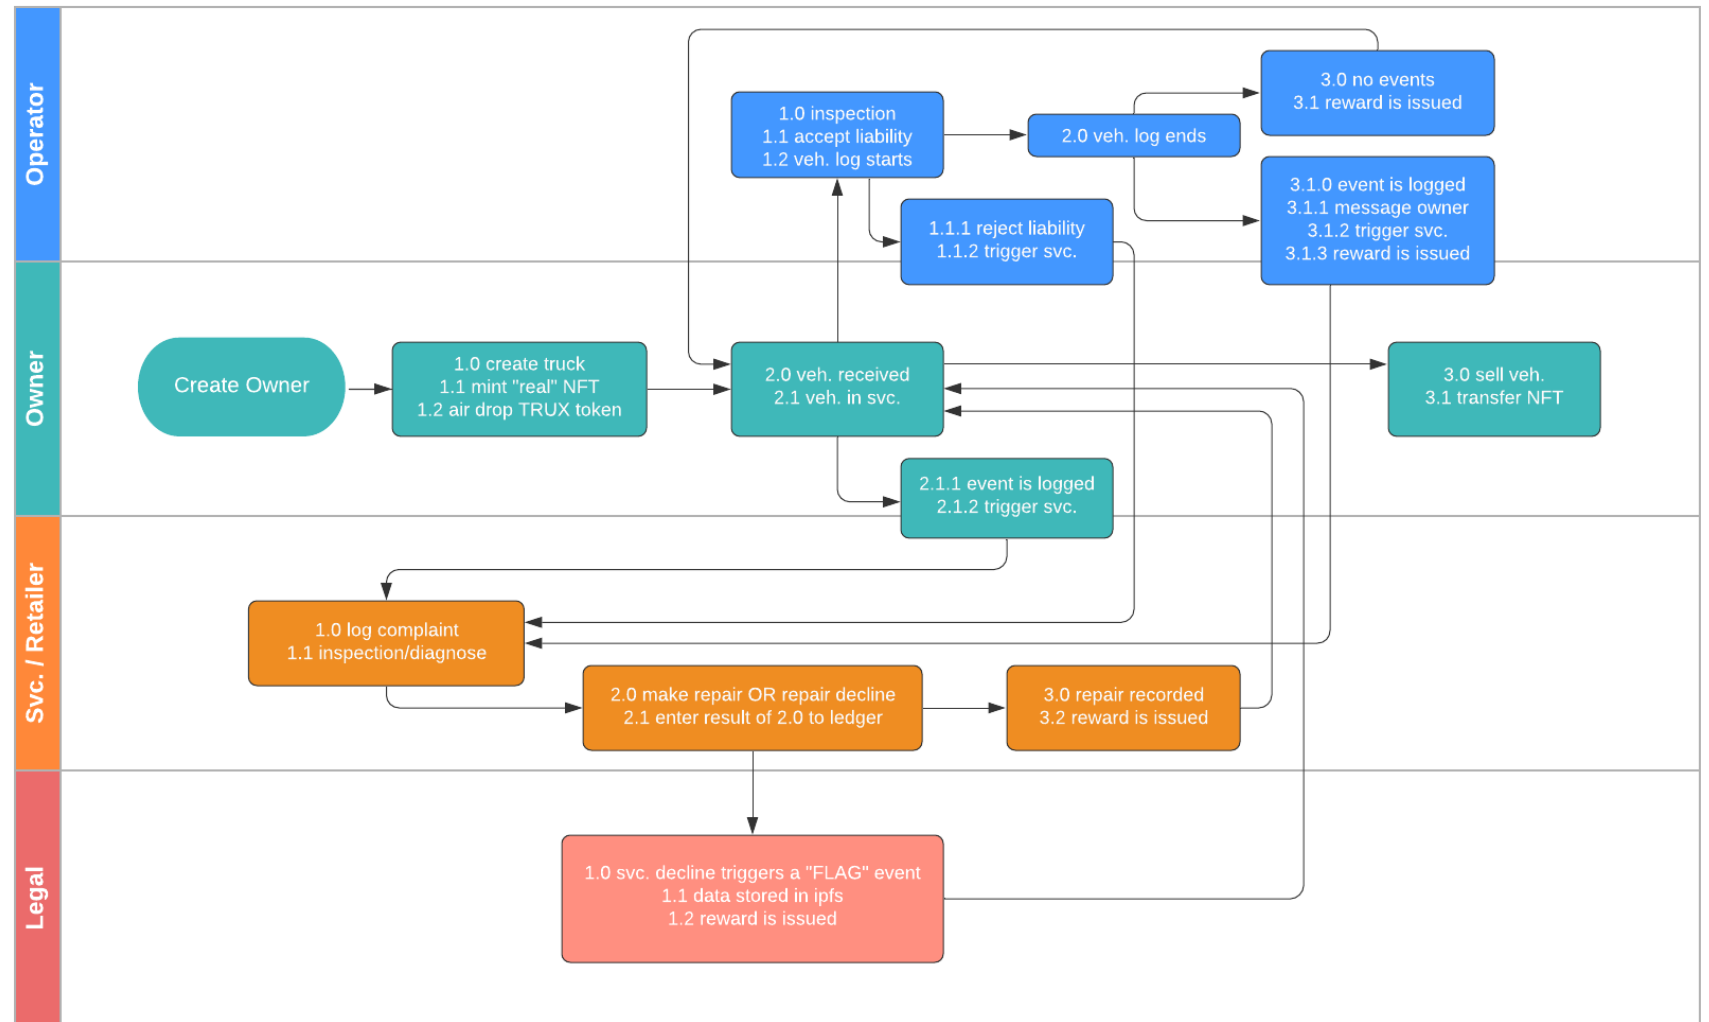 Operator
1.0 inspection
1.1 accept liability
1.2 veh. log starts
2.0 veh. log ends
3.0 no events
3.1 reward is issued
1.1.1 reject liability
1.1.2 trigger svc.
3.1.0 event is logged
3.1.1 message owner
3.1.2 trigger svc.
3.1.3 reward is issued
Owner
Create Owner
1.0 create truck
1.1 mint "real" NFT
1.2 air drop TRUX token
2.0 veh. received
2.1 veh. in svc.
3.0 sell veh.
3.1 transfer NFT
2.1.1 event is logged
2.1.2 trigger svc.
Svc. / Retailer
1.0 log complaint
1.1 inspection/diagnose
2.0 make repair OR repair decline
2.1 enter result of 2.0 to ledger
3.0 repair recorded
3.2 reward is issued
Legal
1.0 svc. decline triggers a "FLAG" event
1.1 data stored in ipfs
1.2 reward is issued